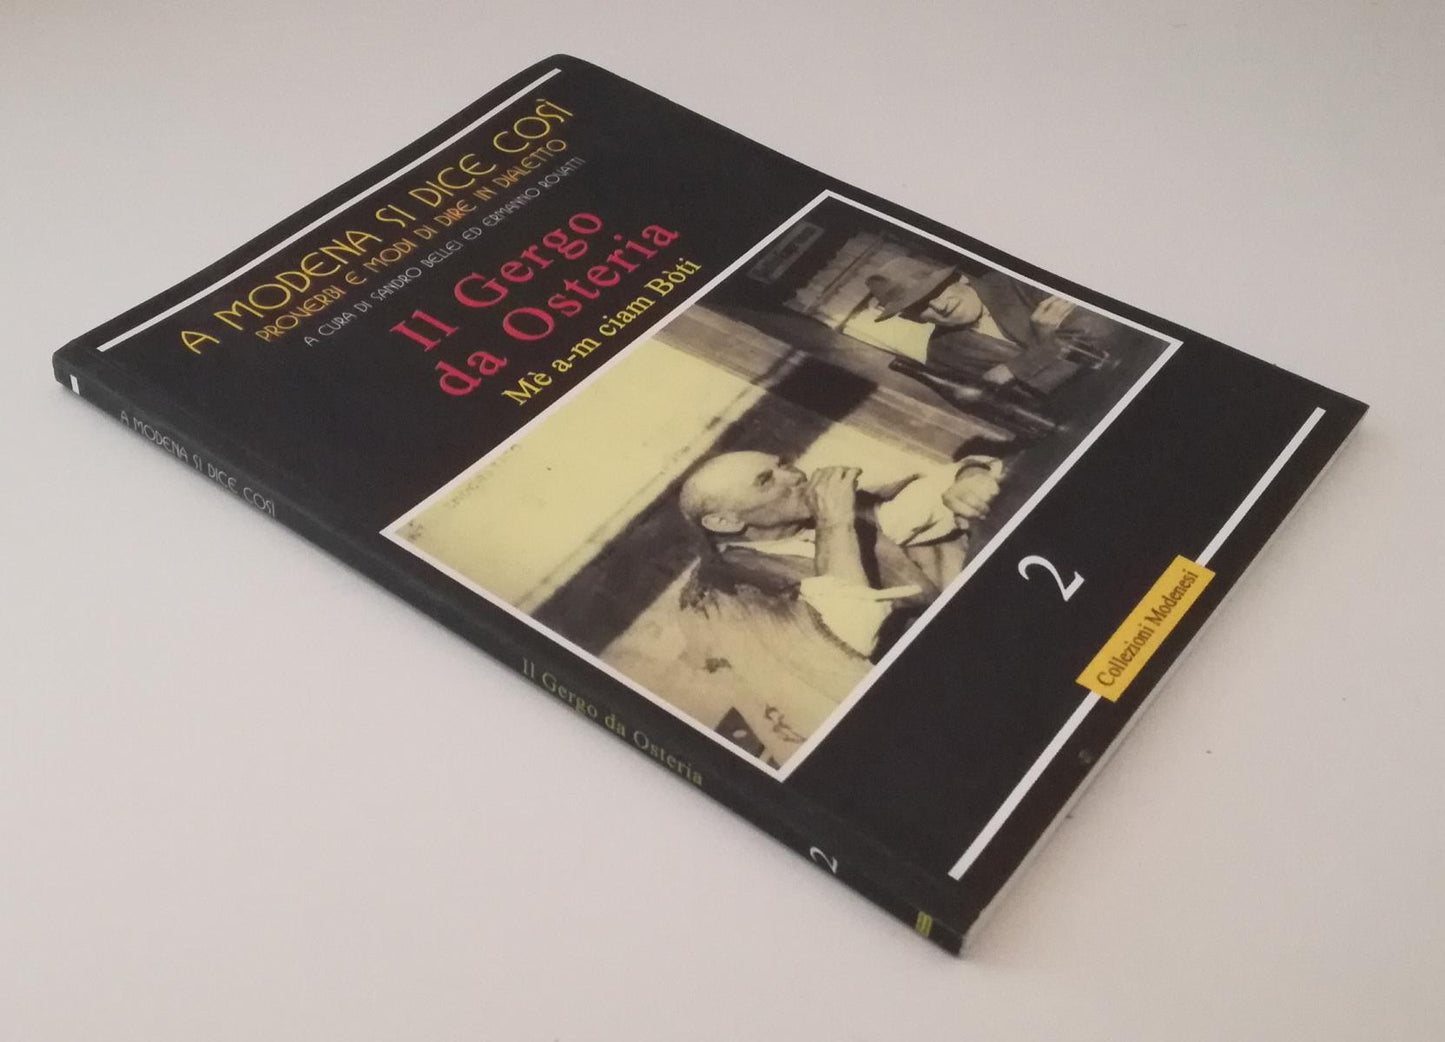 A MODENA SI DICE COSÌ
PROVERBI E MODI DI DIRE IN DIALETTO
A CURA DI SANDRO BELLEI ED ERMANNO ROVATTI
Il Gergo
da Osteria
Mè a-m ciam Bòti
2
Collezioni Modenesi
A MODENA SI DICE COSÌ
Il Gergo da Osteria
2